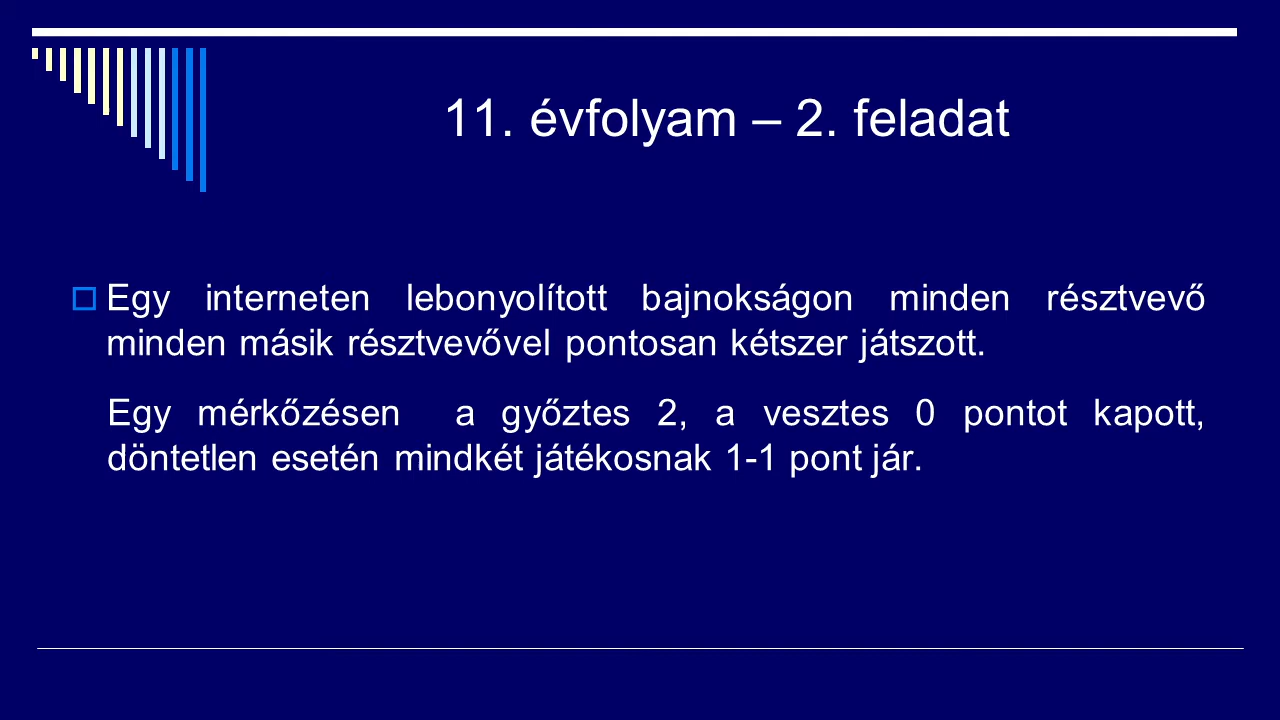 11. évfolyam – 2. feladat
Egy interneten lebonyolított bajnokságon minden résztvevő
minden másik résztvevővel pontosan kétszer játszott.
Egy mérkőzésen a győztes 2, a vesztes 0 pontot kapott,
döntetlen esetén mindkét játékosnak 1-1 pont jár.